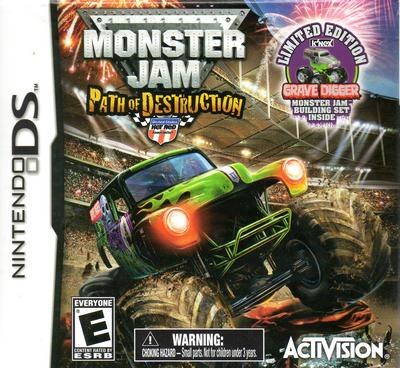 NINTENDO DS
MONSTER
JAM
PATH OF DESTRUCTION
LIMITED EDITION
K'NEX
GRAVE DIGGER
MONSTER JAM
BUILDING SET
INSIDE
EVERYONE
E
CONTENT RATED BY
ESRB
WARNING:
CHOKING HAZARD — Small parts. Not for children under 3 years.
ACTIVISION